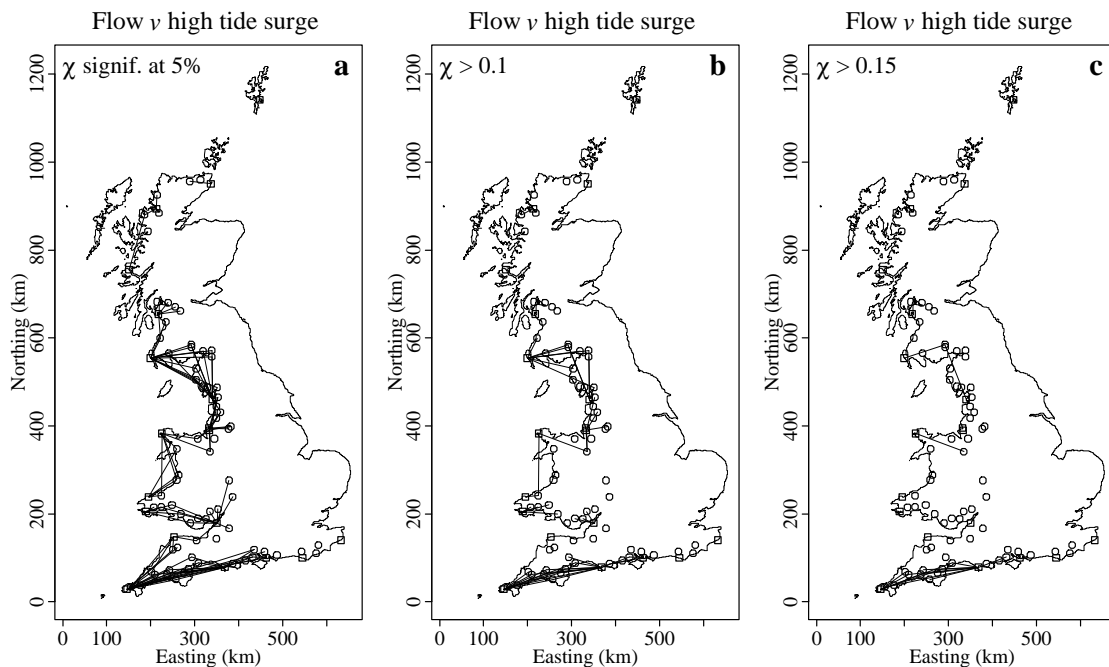 Flow v high tide surge
χ signif. at 5%
a
Northing (km)
0 200 400 600 800 1000 1200
0 100 300 500
Easting (km)
Flow v high tide surge
χ > 0.1
b
Northing (km)
0 200 400 600 800 1000 1200
0 100 300 500
Easting (km)
Flow v high tide surge
χ > 0.15
c
Northing (km)
0 200 400 600 800 1000 1200
0 100 300 500
Easting (km)